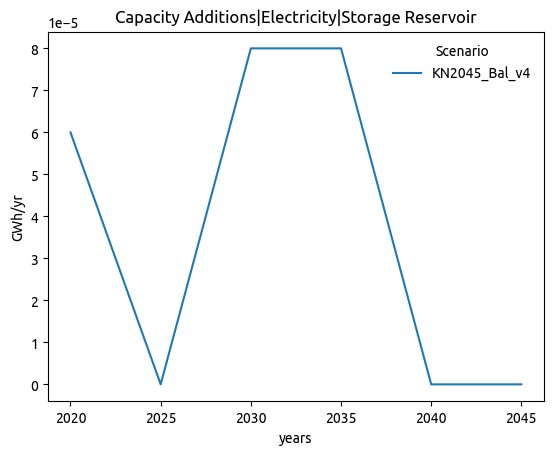 Capacity Additions|Electricity|Storage Reservoir
1e−5
Scenario
KN2045_Bal_v4
8
7
6
5
4
3
2
1
0
GWh/yr
2020 2025 2030 2035 2040 2045
years